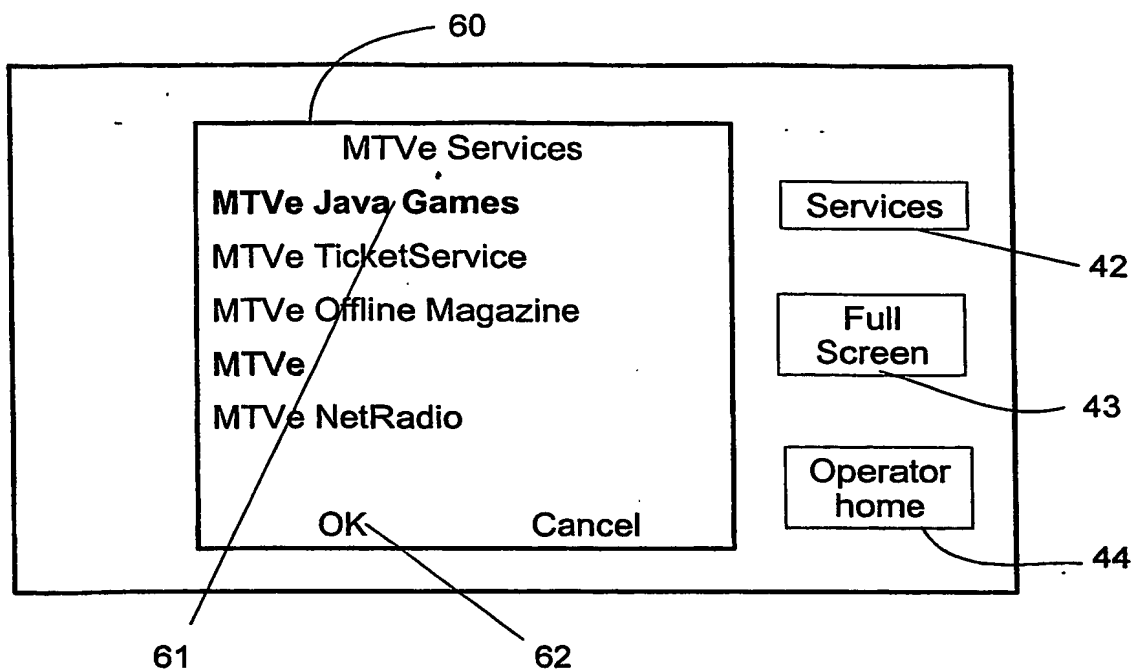 60
MTVe Services
MTVe Java Games
MTVe TicketService
MTVe Offline Magazine
MTVe
MTVe NetRadio
OK
Cancel
Services
42
Full
Screen
43
Operator
home
44
61
62